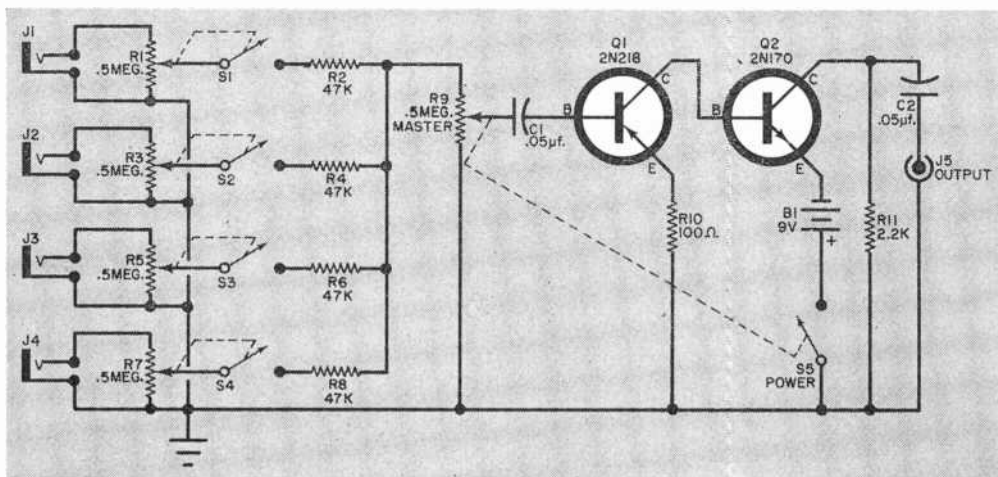 J1
R1
.5MEG.
S1
R2
47K
J2
R3
.5MEG.
S2
R4
47K
J3
R5
.5MEG.
S3
R6
47K
J4
R7
.5MEG.
S4
R8
47K
R9
.5MEG.
MASTER
C1
.05µf.
Q1
2N218
B
C
E
R10
100Ω
Q2
2N170
B
C
E
B1
9V
+
S5
POWER
R11
2.2K
C2
.05µf.
J5
OUTPUT